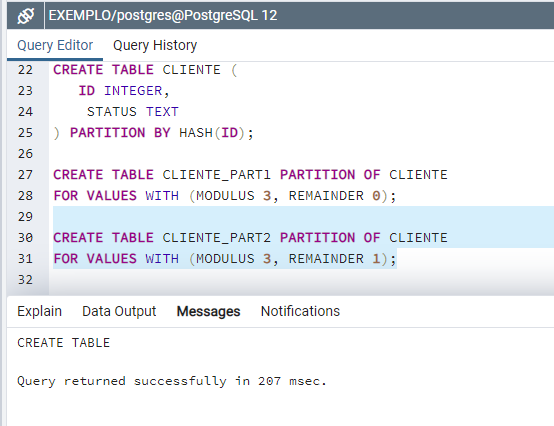 EXEMPLO/postgres@PostgreSQL 12
Query Editor Query History
22 CREATE TABLE CLIENTE (
23 ID INTEGER,
24 STATUS TEXT
25 ) PARTITION BY HASH(ID);
26
27 CREATE TABLE CLIENTE_PART1 PARTITION OF CLIENTE
28 FOR VALUES WITH (MODULUS 3, REMAINDER 0);
29
30 CREATE TABLE CLIENTE_PART2 PARTITION OF CLIENTE
31 FOR VALUES WITH (MODULUS 3, REMAINDER 1);
32
Explain Data Output Messages Notifications
CREATE TABLE
Query returned successfully in 207 msec.